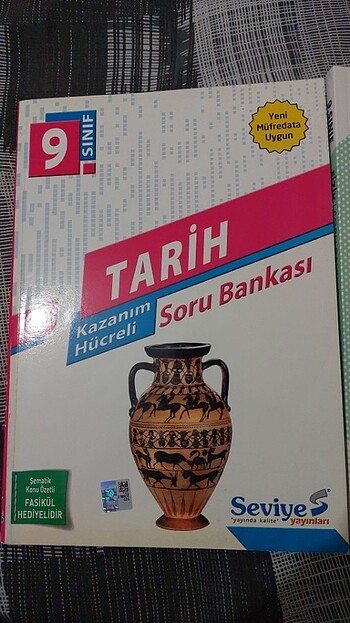 9
SINIF
Yeni
Müfredata
Uygun
TARİH
Kazanım
Hücreli
Soru Bankası
Şematik
Konu Özetli
FASİKÜL
HEDİYELİDİR
Seviye
"yayında kalite"
yayınları